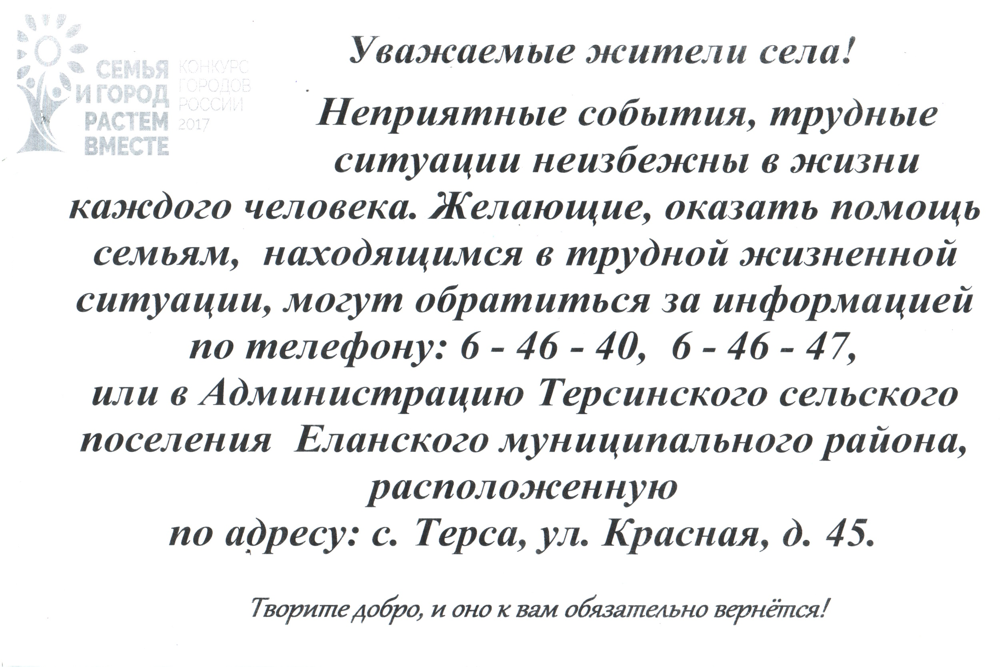 СЕМЬЯ
И ГОРОД
РАСТЕМ
ВМЕСТЕ
КОНКУРС
ГОРОДОВ
РОССИИ
2017
Уважаемые жители села!
Неприятные события, трудные
ситуации неизбежны в жизни
каждого человека. Желающие, оказать помощь
семьям, находящимся в трудной жизненной
ситуации, могут обратиться за информацией
по телефону: 6 - 46 - 40, 6 - 46 - 47,
или в Администрацию Терсинского сельского
поселения Еланского муниципального района,
расположенную
по адресу: с. Терса, ул. Красная, д. 45.
Творите добро, и оно к вам обязательно вернётся!